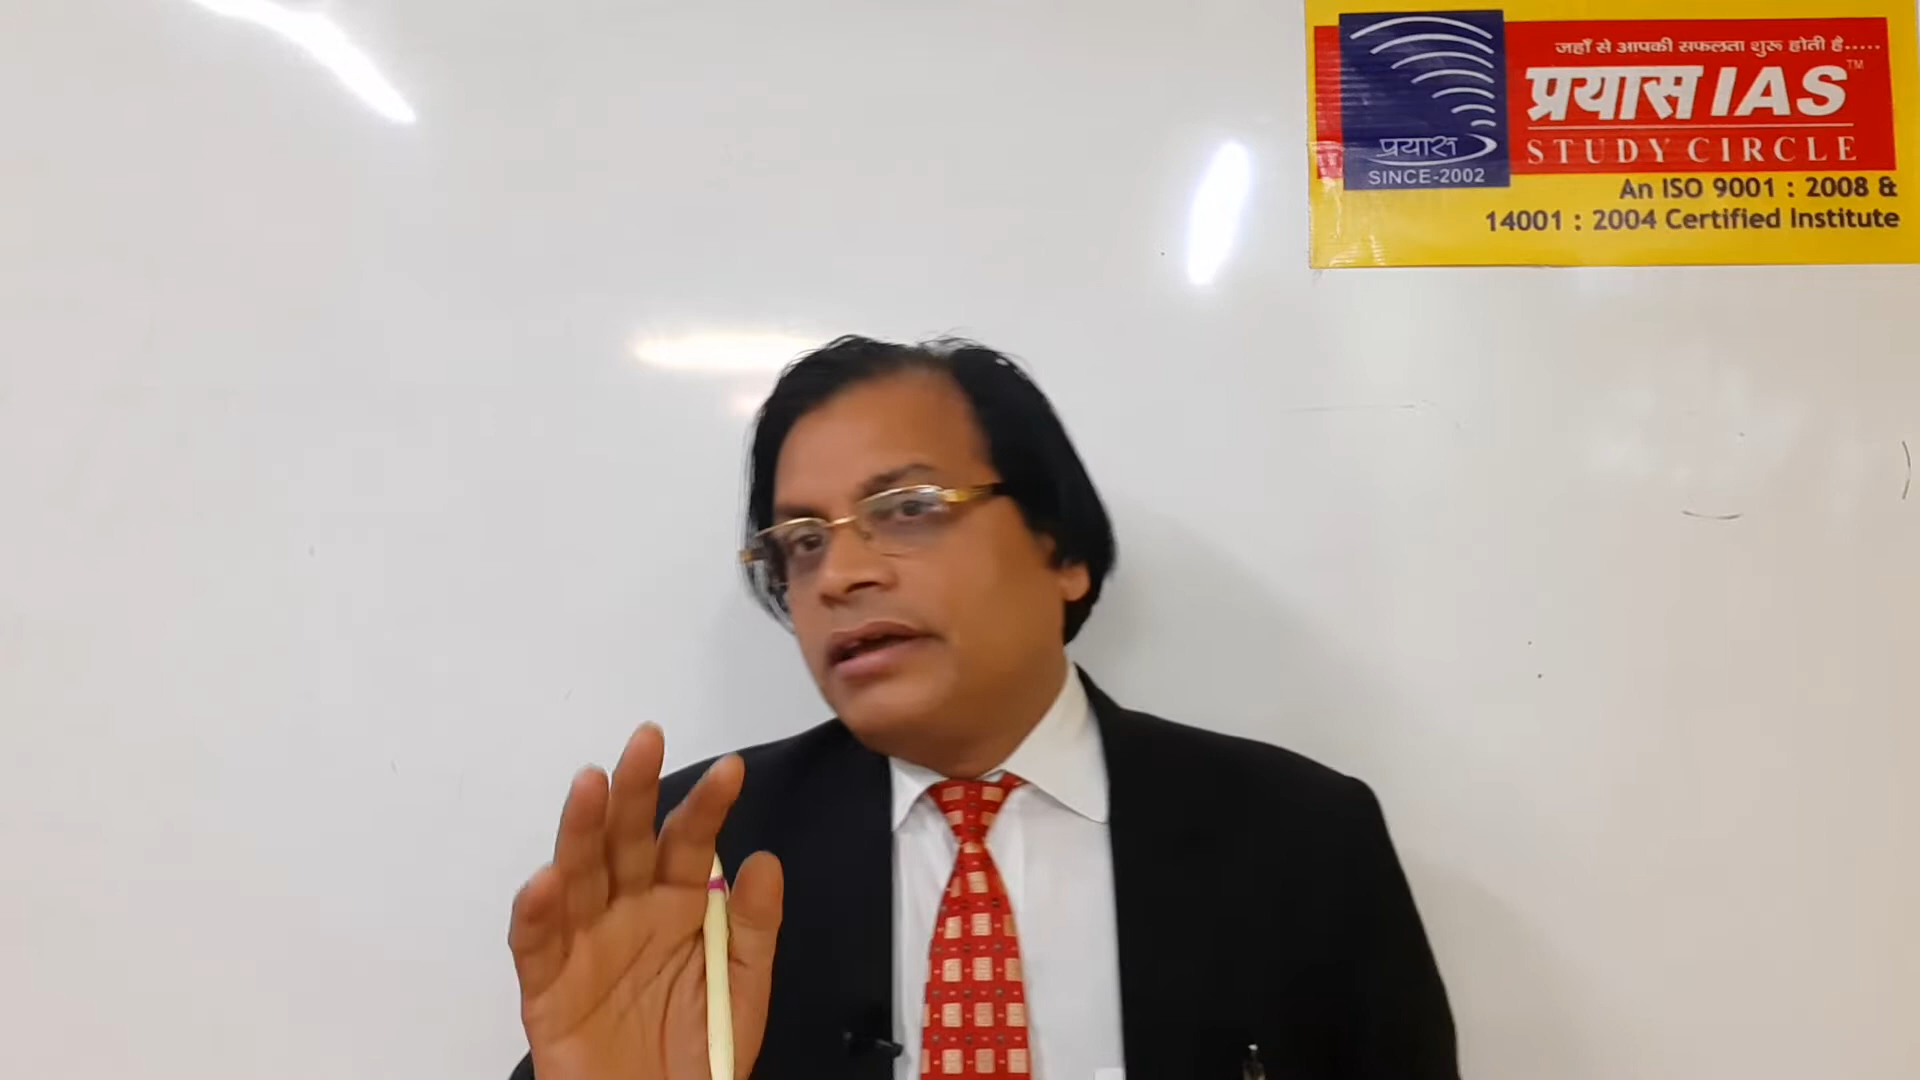 जहाँ से आपकी सफलता शुरू होती है.....
प्रयास IAS TM
STUDY CIRCLE
प्रयास
SINCE-2002
An ISO 9001 : 2008 &
14001 : 2004 Certified Institute